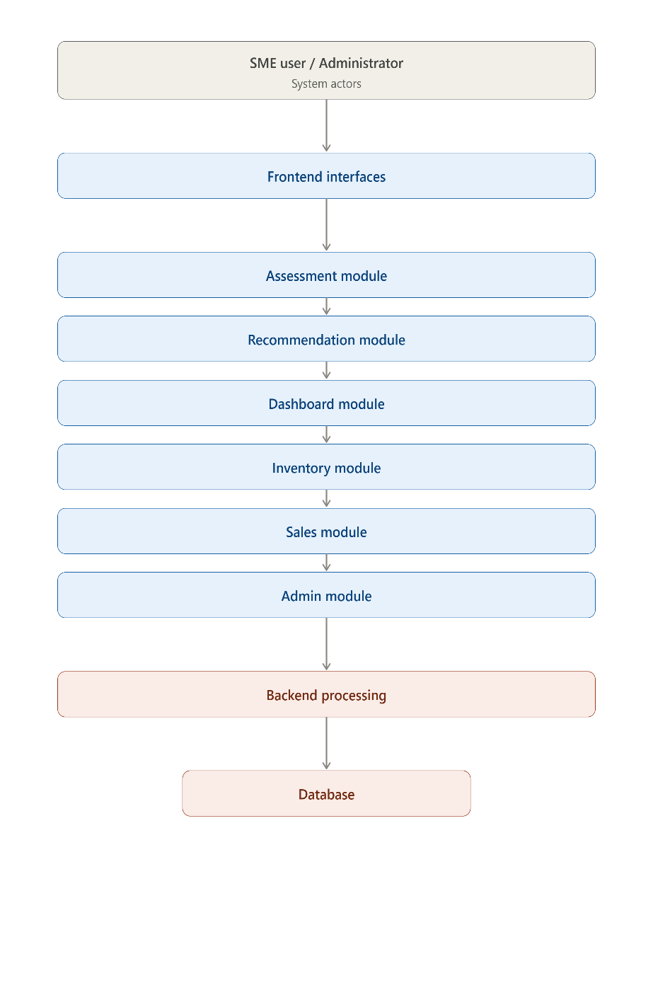 SME user / Administrator
System actors
Frontend interfaces
Assessment module
Recommendation module
Dashboard module
Inventory module
Sales module
Admin module
Backend processing
Database